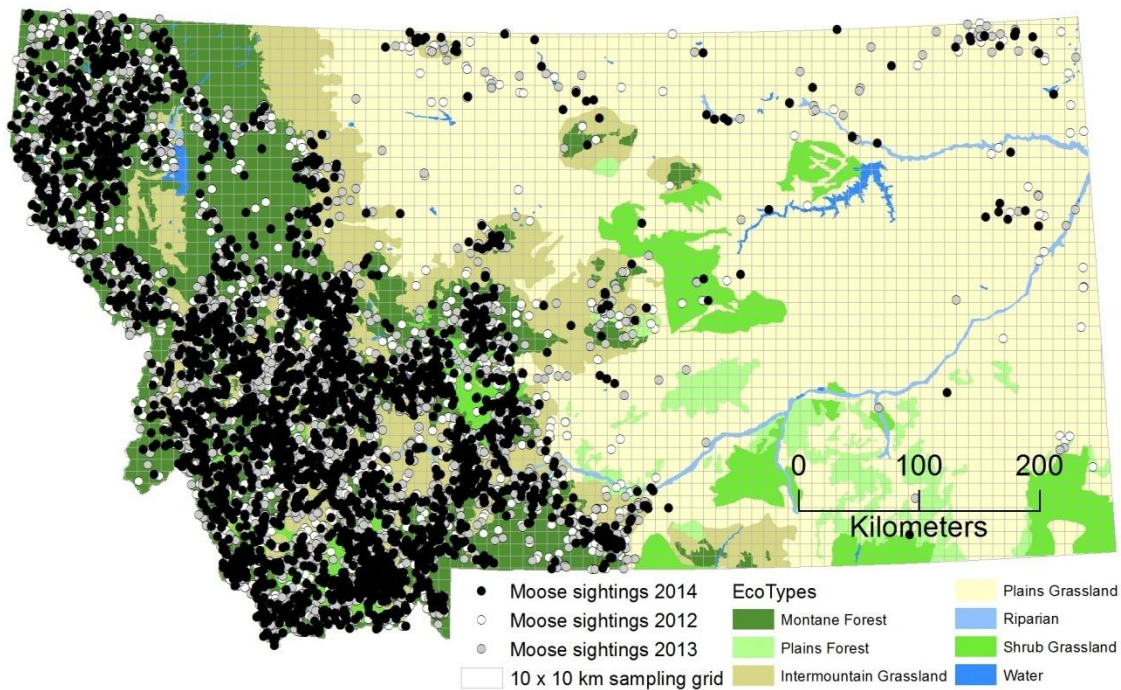 0 100 200
Kilometers
Moose sightings 2014
Moose sightings 2012
Moose sightings 2013
10 x 10 km sampling grid
EcoTypes
Montane Forest
Plains Forest
Intermountain Grassland
Plains Grassland
Riparian
Shrub Grassland
Water